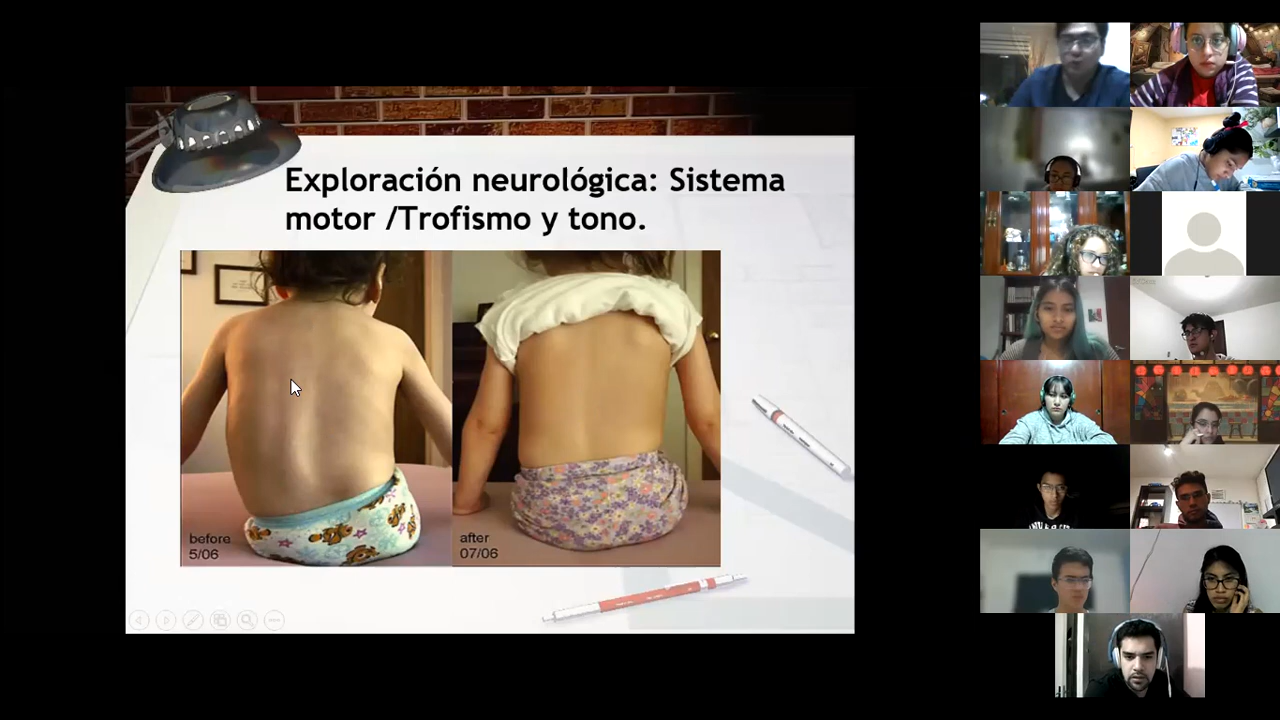 Exploración neurológica: Sistema
motor /Trofismo y tono.
before
5/06
after
07/06